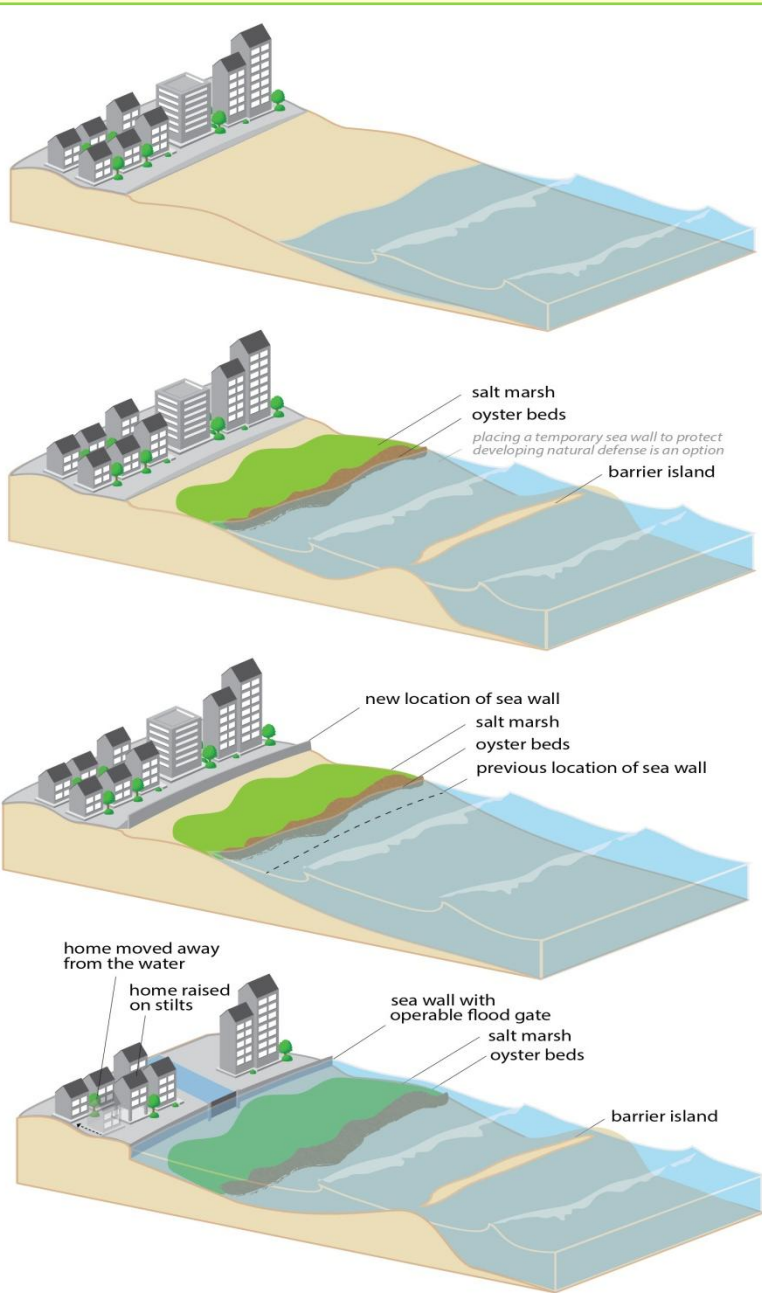 salt marsh
oyster beds
placing a temporary sea wall to protect
developing natural defense is an option
barrier island
new location of sea wall
salt marsh
oyster beds
previous location of sea wall
home moved away
from the water
home raised
on stilts
sea wall with
operable flood gate
salt marsh
oyster beds
barrier island